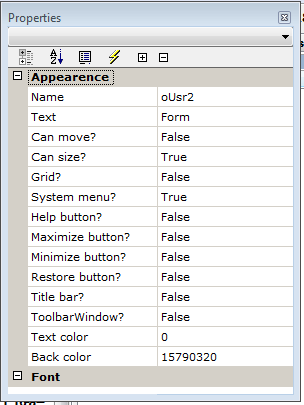 Properties
Appearence
Name oUsr2
Text Form
Can move? False
Can size? True
Grid? False
System menu? True
Help button? False
Maximize button? False
Minimize button? False
Restore button? False
Title bar? False
ToolbarWindow? False
Text color 0
Back color 15790320
Font